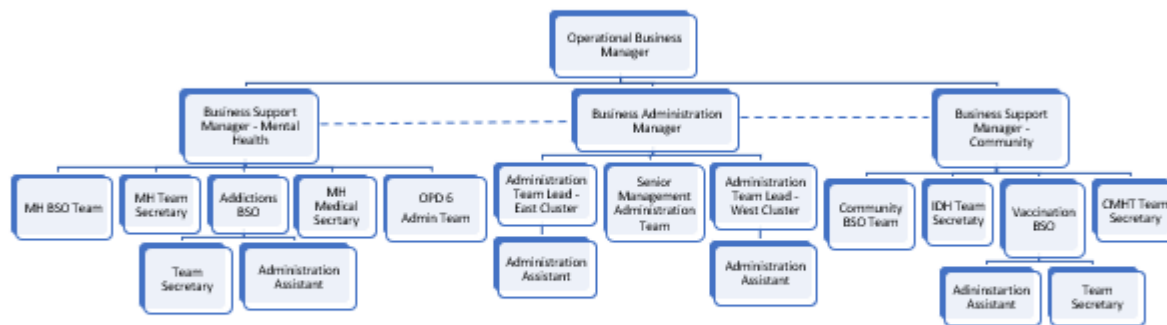 Operational Business
Manager
Business Support
Manager - Mental
Health
Business Administration
Manager
Business Support
Manager -
Community
MH BSO Team
MH Team
Secretary
Addictions
BSO
MH
Medical
Secrtary
OPD 6
Admin Team
Administration
Team Lead -
East Cluster
Senior
Management
Administration
Team
Administration
Team Lead -
West Cluster
Community
BSO Team
IDH Team
Secretaty
Vaccination
BSO
CMHT Team
Secretary
Team
Secretary
Administration
Assistant
Administration
Assistant
Administration
Assistant
Adininstartion
Assistant
Team
Secretary